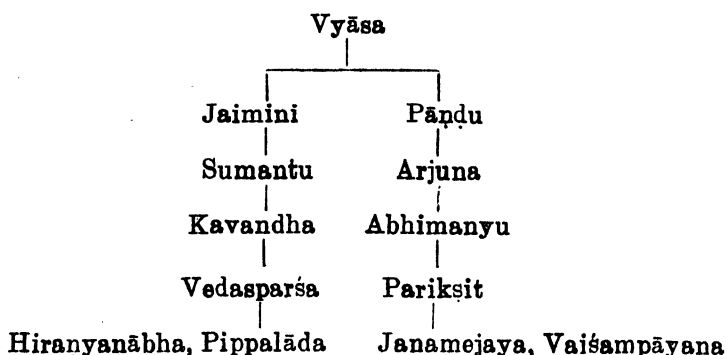 Vyāsa
Jaimini Pāṇḍu
Sumantu Arjuna
Kavandha Abhimanyu
Vedasparśa Parikṣit
Hiranyanābha, Pippalāda Janamejaya, Vaiśampāyana